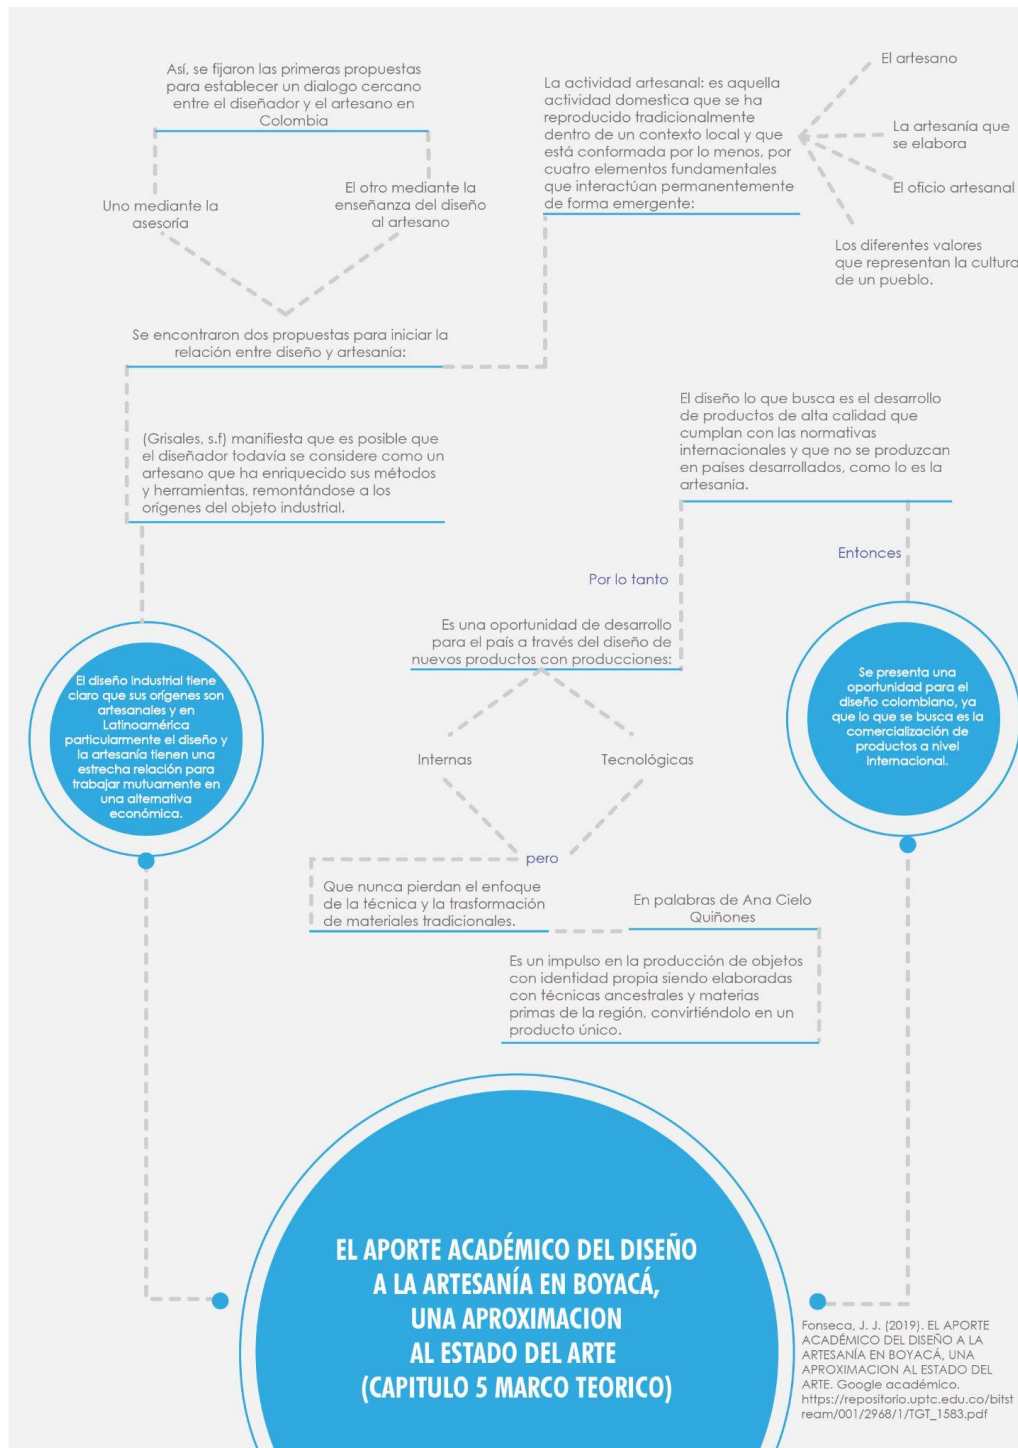 Así, se fijaron las primeras propuestas
para establecer un dialogo cercano
entre el diseñador y el artesano en
Colombia
Uno mediante la
asesoría
El otro mediante la
enseñanza del diseño
al artesano
Se encontraron dos propuestas para iniciar la
relación entre diseño y artesanía:
La actividad artesanal: es aquella
actividad domestica que se ha
reproducido tradicionalmente
dentro de un contexto local y que
está conformada por lo menos, por
cuatro elementos fundamentales
que interactúan permanentemente
de forma emergente:
El artesano
La artesanía que
se elabora
El oficio artesanal
Los diferentes valores
que representan la cultura
de un pueblo.
(Grisales, s.f) manifiesta que es posible que
el diseñador todavía se considere como un
artesano que ha enriquecido sus métodos
y herramientas, remontándose a los
orígenes del objeto industrial.
El diseño lo que busca es el desarrollo
de productos de alta calidad que
cumplan con las normativas
internacionales y que no se produzcan
en países desarrollados, como lo es la
artesanía.
Entonces
Por lo tanto
Es una oportunidad de desarrollo
para el país a través del diseño de
nuevos productos con producciones:
El diseño industrial tiene
claro que sus orígenes son
artesanales y en
Latinoamérica
particularmente el diseño y
la artesanía tienen una
estrecha relación para
trabajar mutuamente en
una alternativa
económica.
Se presenta una
oportunidad para el
diseño colombiano, ya
que lo que se busca es la
comercialización de
productos a nivel
internacional.
Internas
Tecnológicas
pero
Que nunca pierdan el enfoque
de la técnica y la trasformación
de materiales tradicionales.
En palabras de Ana Cielo
Quiñones
Es un impulso en la producción de objetos
con identidad propia siendo elaboradas
con técnicas ancestrales y materias
primas de la región, convirtiéndolo en un
producto único.
EL APORTE ACADÉMICO DEL DISEÑO
A LA ARTESANÍA EN BOYACÁ,
UNA APROXIMACION
AL ESTADO DEL ARTE
(CAPITULO 5 MARCO TEORICO)
Fonseca, J. J. (2019). EL APORTE
ACADÉMICO DEL DISEÑO A LA
ARTESANÍA EN BOYACÁ, UNA
APROXIMACION AL ESTADO DEL
ARTE. Google académico.
https://repositorio.uptc.edu.co/bitst
ream/001/2968/1/TGT_1583.pdf